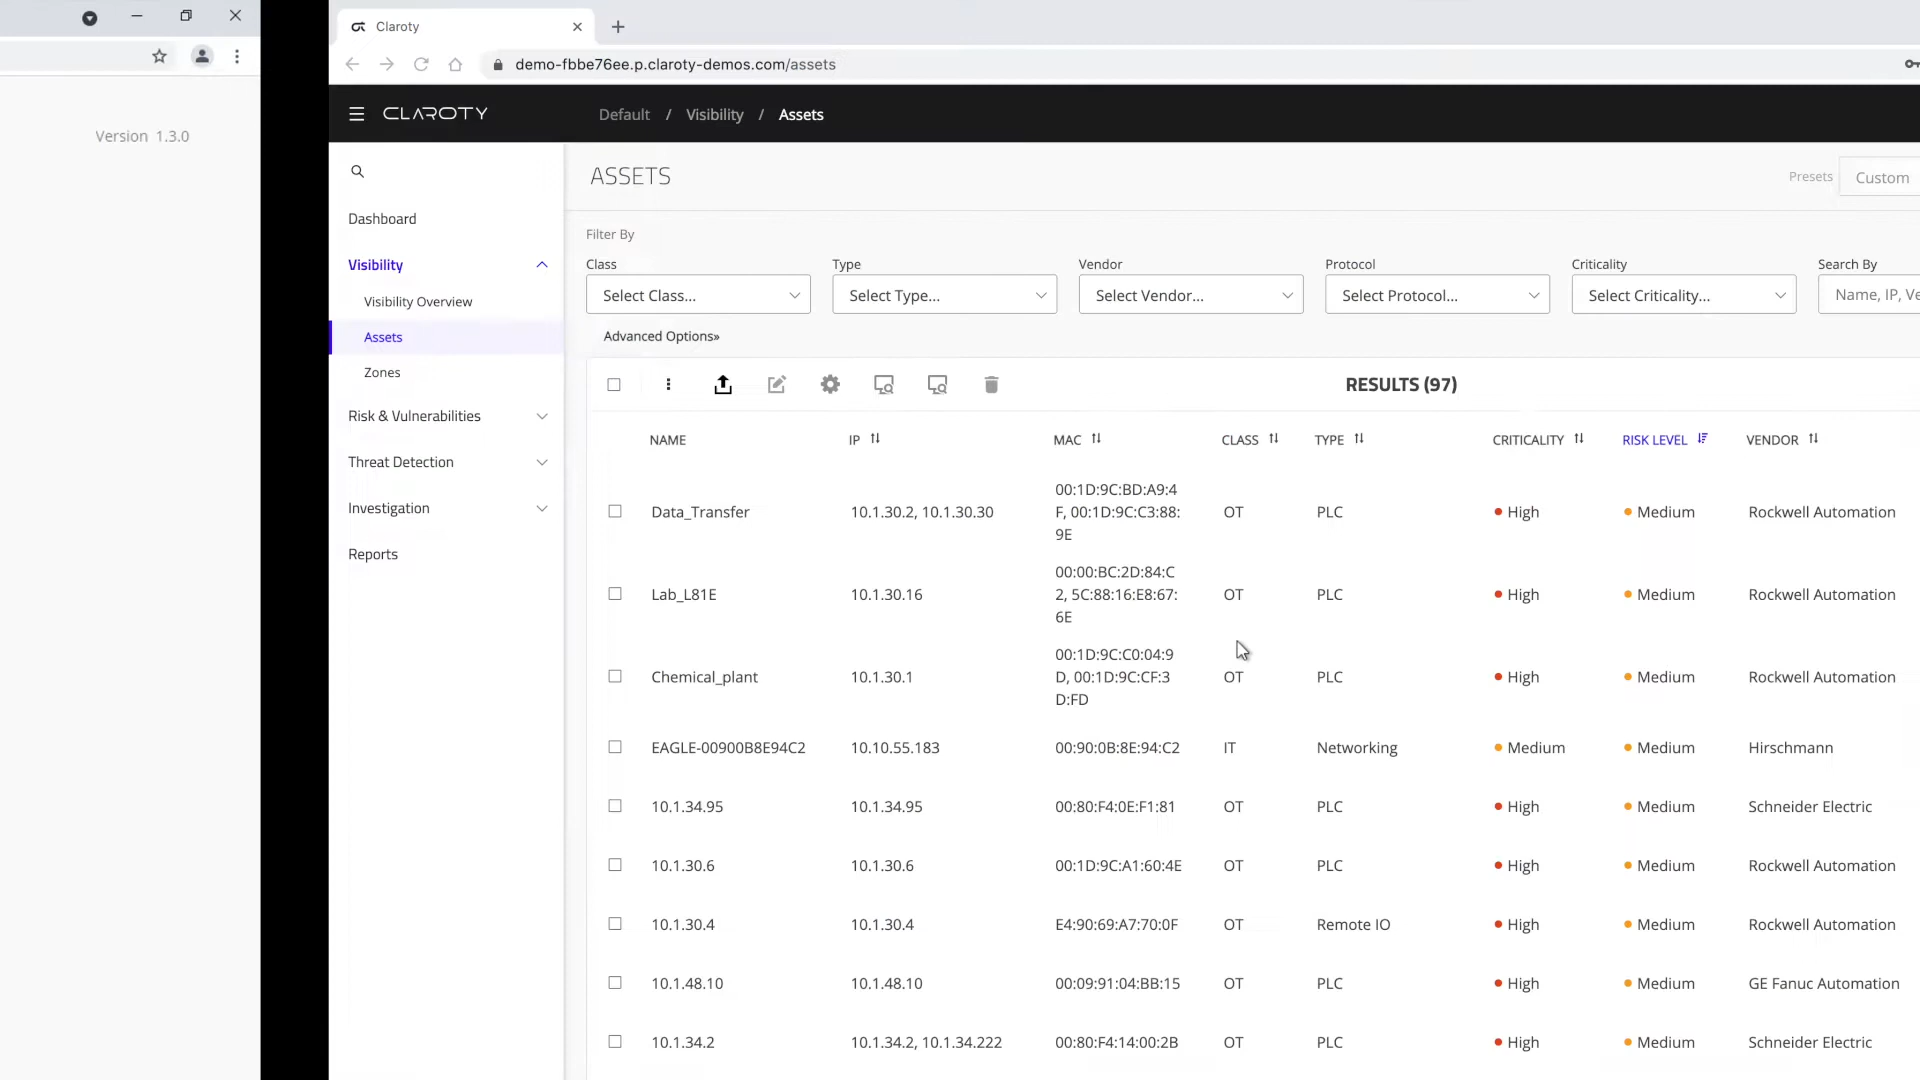 Version 1.3.0
Claroty
demo-fbbe76ee.p.claroty-demos.com/assets
CLAROTY
Default / Visibility / Assets
ASSETS
Presets
Custom
Dashboard
Visibility
Visibility Overview
Assets
Zones
Risk & Vulnerabilities
Threat Detection
Investigation
Reports
Filter By
Class Type Vendor Protocol Criticality Search By
Select Class... Select Type... Select Vendor... Select Protocol... Select Criticality... Name, IP, Ve
Advanced Options»
RESULTS (97)
NAME IP MAC CLASS TYPE CRITICALITY RISK LEVEL VENDOR
Data_Transfer 10.1.30.2, 10.1.30.30 00:1D:9C:BD:A9:4 OT PLC High Medium Rockwell Automation
F, 00:1D:9C:C3:88:
9E
Lab_L81E 10.1.30.16 00:00:BC:2D:84:C OT PLC High Medium Rockwell Automation
2, 5C:88:16:E8:67:
6E
Chemical_plant 10.1.30.1 00:1D:9C:C0:04:9 OT PLC High Medium Rockwell Automation
D, 00:1D:9C:CF:3
D:FD
EAGLE-00900B8E94C2 10.10.55.183 00:90:0B:8E:94:C2 IT Networking Medium Medium Hirschmann
10.1.34.95 10.1.34.95 00:80:F4:0E:F1:81 OT PLC High Medium Schneider Electric
10.1.30.6 10.1.30.6 00:1D:9C:A1:60:4E OT PLC High Medium Rockwell Automation
10.1.30.4 10.1.30.4 E4:90:69:A7:70:0F OT Remote IO High Medium Rockwell Automation
10.1.48.10 10.1.48.10 00:09:91:04:BB:15 OT PLC High Medium GE Fanuc Automation
10.1.34.2 10.1.34.2, 10.1.34.222 00:80:F4:14:00:2B OT PLC High Medium Schneider Electric